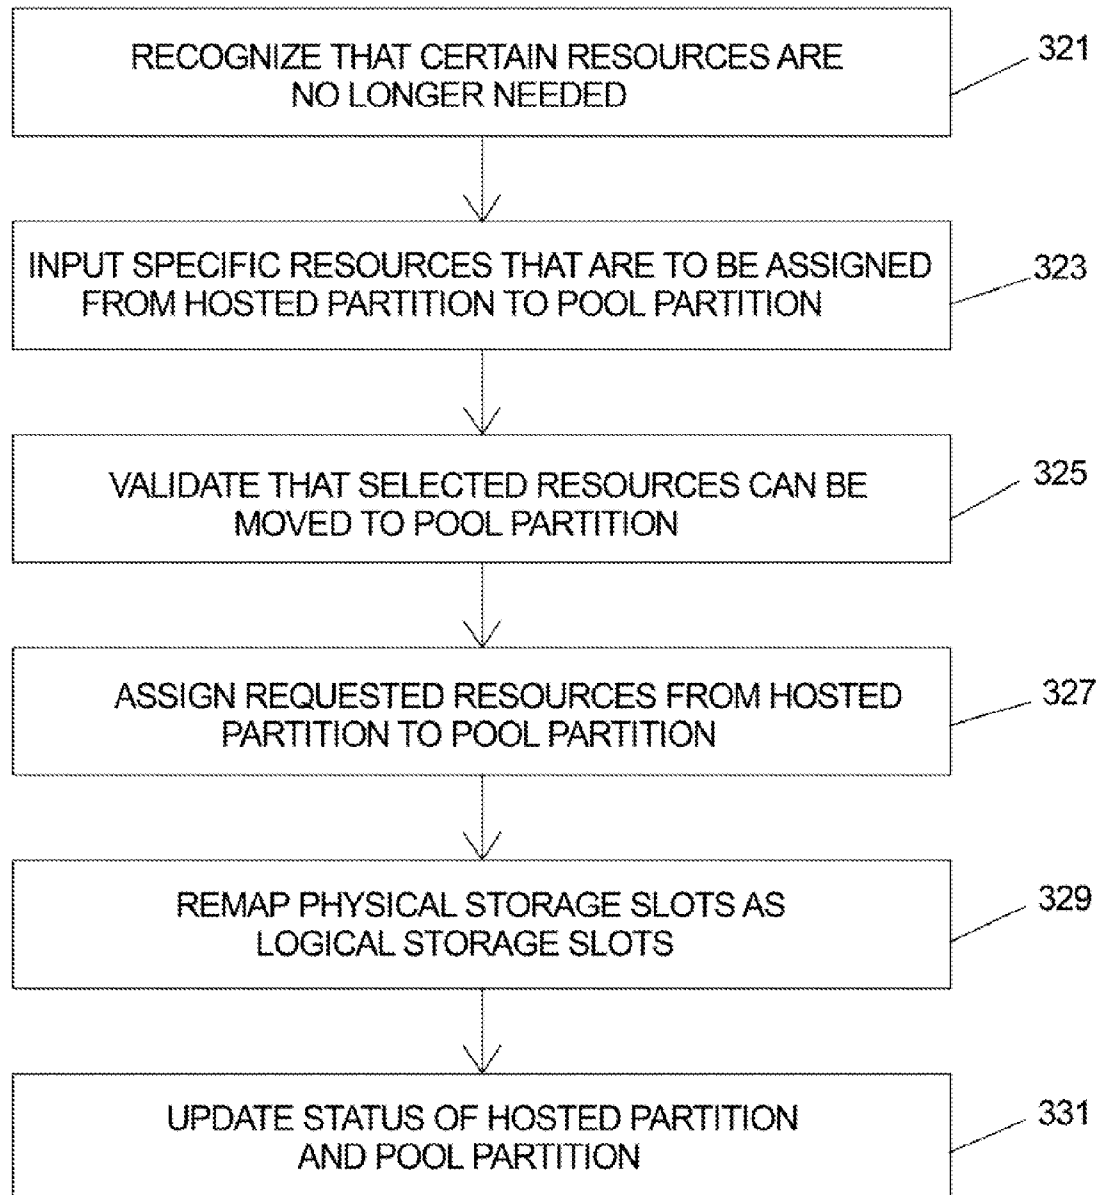 RECOGNIZE THAT CERTAIN RESOURCES ARE
NO LONGER NEEDED
321
INPUT SPECIFIC RESOURCES THAT ARE TO BE ASSIGNED
FROM HOSTED PARTITION TO POOL PARTITION
323
VALIDATE THAT SELECTED RESOURCES CAN BE
MOVED TO POOL PARTITION
325
ASSIGN REQUESTED RESOURCES FROM HOSTED
PARTITION TO POOL PARTITION
327
REMAP PHYSICAL STORAGE SLOTS AS
LOGICAL STORAGE SLOTS
329
UPDATE STATUS OF HOSTED PARTITION
AND POOL PARTITION
331